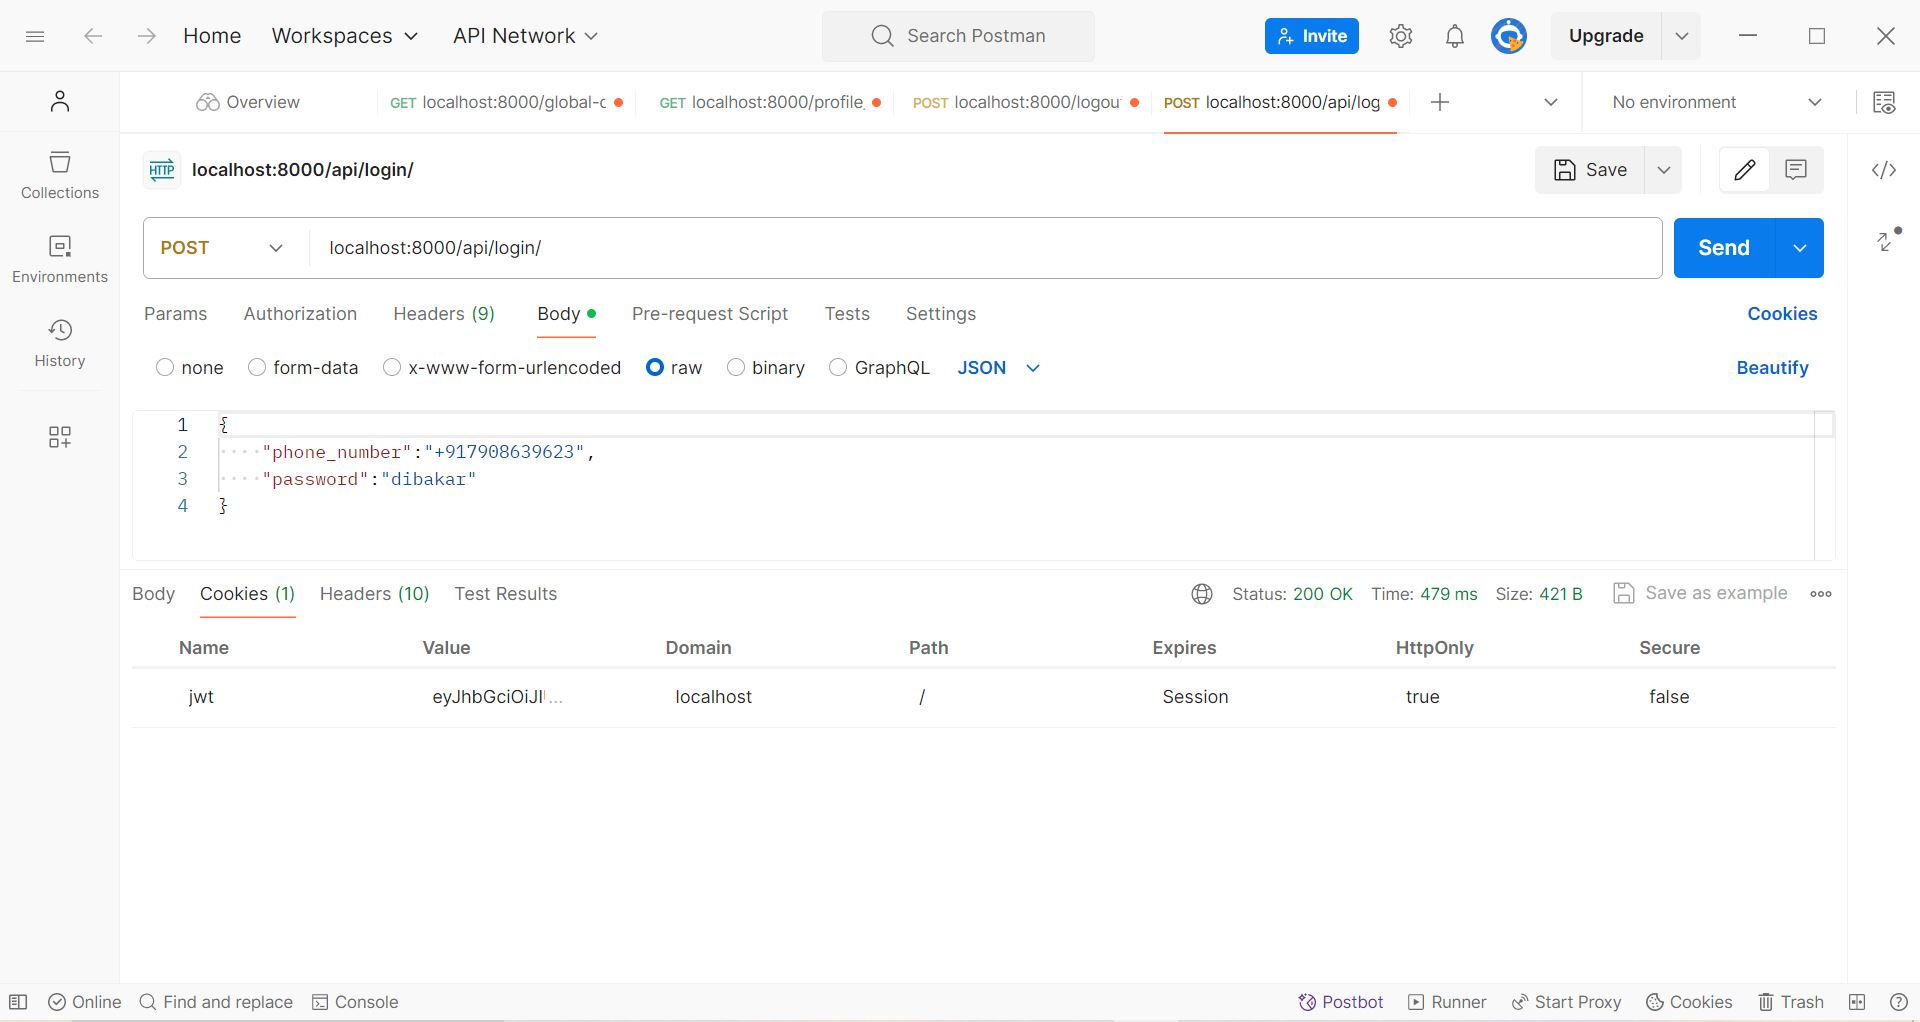 Home Workspaces API Network Search Postman Invite Upgrade
Overview GET localhost:8000/global-c GET localhost:8000/profile POST localhost:8000/logou POST localhost:8000/api/log No environment
HTTP localhost:8000/api/login/ Save
Collections
POST localhost:8000/api/login/ Send
Environments
Params Authorization Headers (9) Body Pre-request Script Tests Settings Cookies
History
none form-data x-www-form-urlencoded raw binary GraphQL JSON Beautify
1 {
2 "phone_number":"+917908639623",
3 "password":"dibakar"
4 }
Body Cookies (1) Headers (10) Test Results Status: 200 OK Time: 479 ms Size: 421 B Save as example
Name Value Domain Path Expires HttpOnly Secure
jwt eyJhbGciOiJI... localhost / Session true false
Online Find and replace Console Postbot Runner Start Proxy Cookies Trash